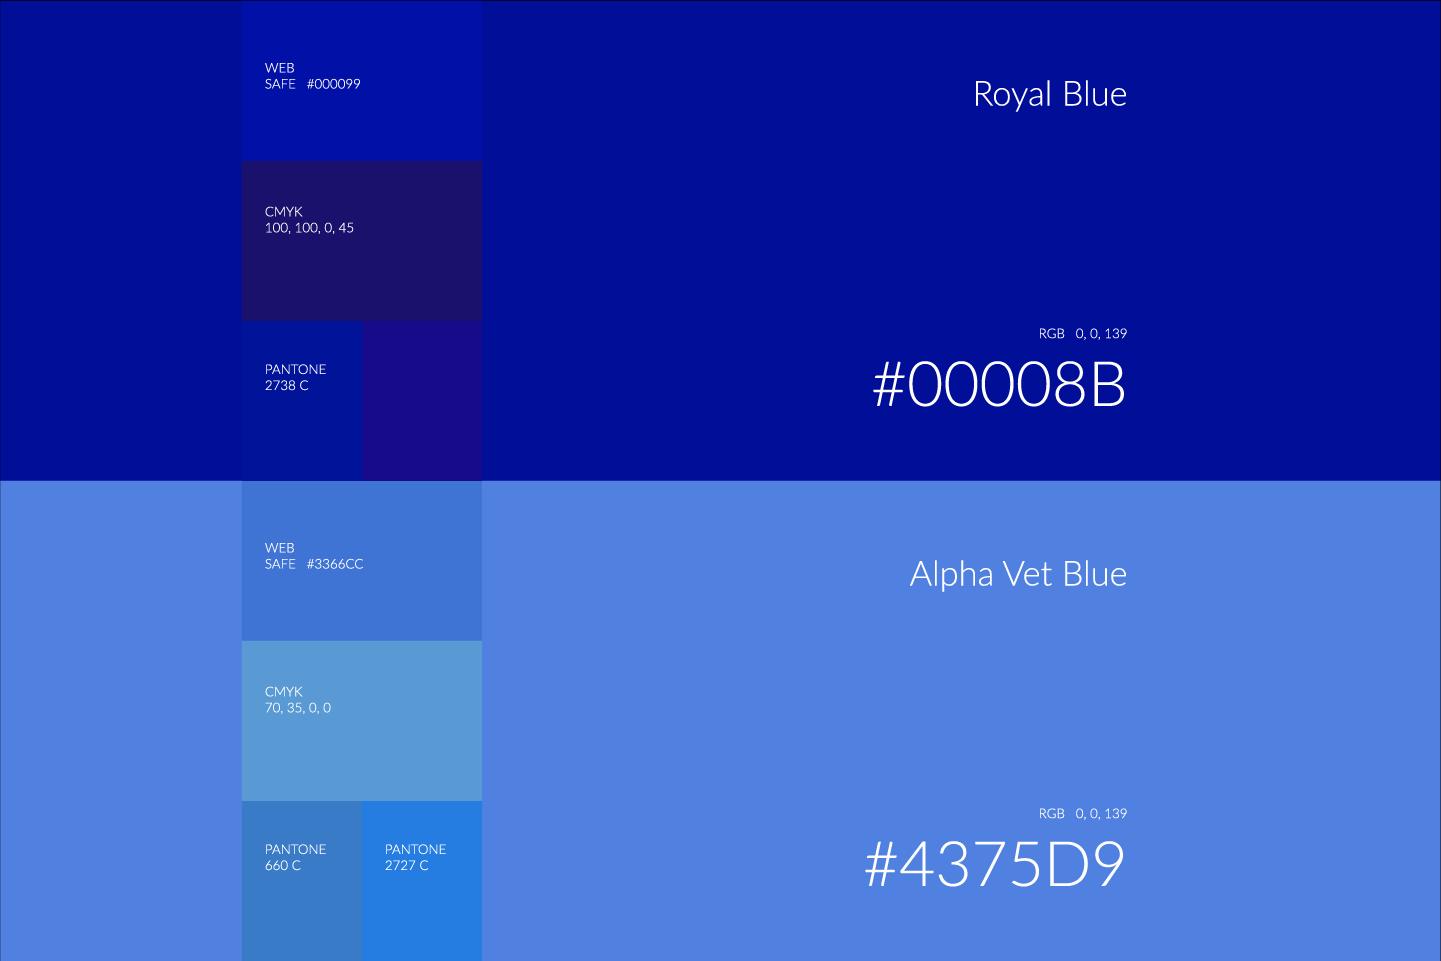 WEB
SAFE #000099
Royal Blue
CMYK
100, 100, 0, 45
RGB 0, 0, 139
#00008B
PANTONE
2738 C
WEB
SAFE #3366CC
Alpha Vet Blue
CMYK
70, 35, 0, 0
RGB 0, 0, 139
#4375D9
PANTONE
660 C
PANTONE
2727 C